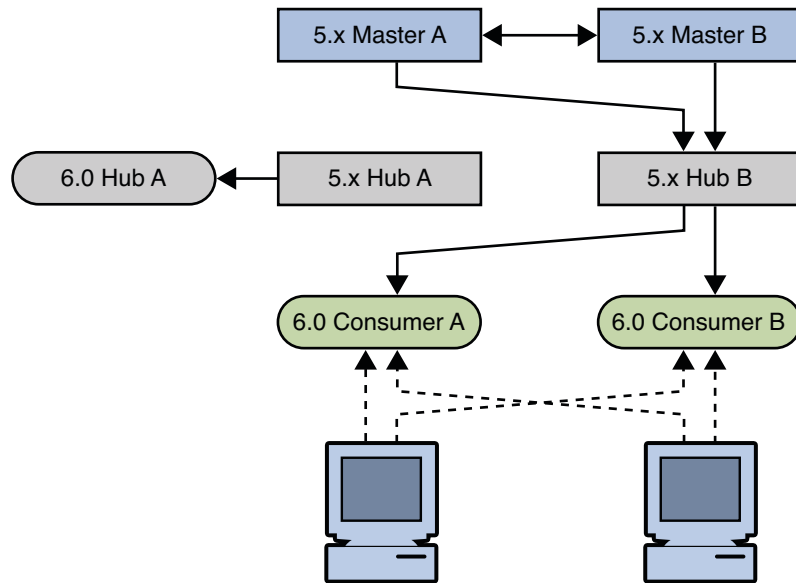 5.x Master A
5.x Master B
6.0 Hub A
5.x Hub A
5.x Hub B
6.0 Consumer A
6.0 Consumer B